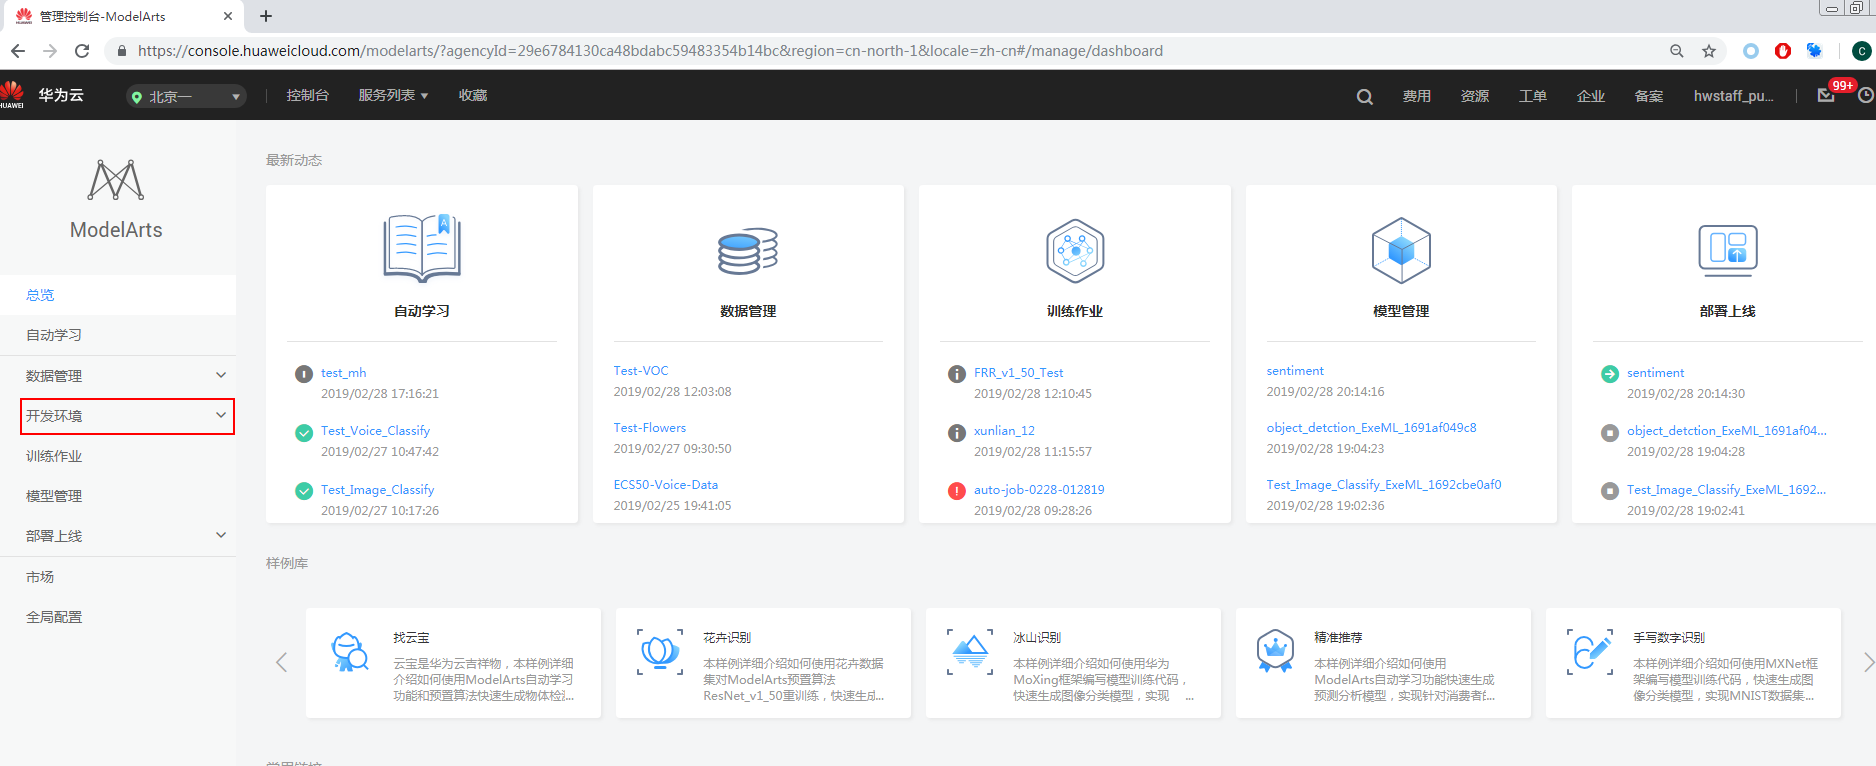 管理控制台-ModelArts
https://console.huaweicloud.com/modelarts/?agencyId=29e6784130ca48bdabc59483354b14bc&region=cn-north-1&locale=zh-cn#/manage/dashboard
C
HUAWEI
华为云
北京一
控制台
服务列表
收藏
费用
资源
工单
企业
备案
hwstaff_pu...
99+
ModelArts
总览
自动学习
数据管理
开发环境
训练作业
模型管理
部署上线
市场
全局配置
最新动态
自动学习
test_mh
2019/02/28 17:16:21
Test_Voice_Classify
2019/02/27 10:47:42
Test_Image_Classify
2019/02/27 10:17:26
数据管理
Test-VOC
2019/02/28 12:03:08
Test-Flowers
2019/02/27 09:30:50
ECS50-Voice-Data
2019/02/25 19:41:05
训练作业
FRR_v1_50_Test
2019/02/28 12:10:45
xunlian_12
2019/02/28 11:15:57
auto-job-0228-012819
2019/02/28 09:28:26
模型管理
sentiment
2019/02/28 20:14:16
object_detction_ExeML_1691af049c8
2019/02/28 19:04:23
Test_Image_Classify_ExeML_1692cbe0af0
2019/02/28 19:02:36
部署上线
sentiment
2019/02/28 20:14:30
object_detction_ExeML_1691af04...
2019/02/28 19:04:28
Test_Image_Classify_ExeML_1692...
2019/02/28 19:02:41
样例库
找云宝
云宝是华为云吉祥物，本样例详细
介绍如何使用ModelArts自动学习
功能和预置算法快速生成物体检测...
花卉识别
本样例详细介绍如何使用花卉数据
集对ModelArts预置算法
ResNet_v1_50重训练，快速生成...
冰山识别
本样例详细介绍如何使用华为
MoXing框架编写模型训练代码，
快速生成图像分类模型，实现 ...
精准推荐
本样例详细介绍如何使用
ModelArts自动学习功能快速生成
预测分析模型，实现针对消费者...
手写数字识别
本样例详细介绍如何使用MXNet框
架编写模型训练代码，快速生成图
像分类模型，实现MNIST数据集...